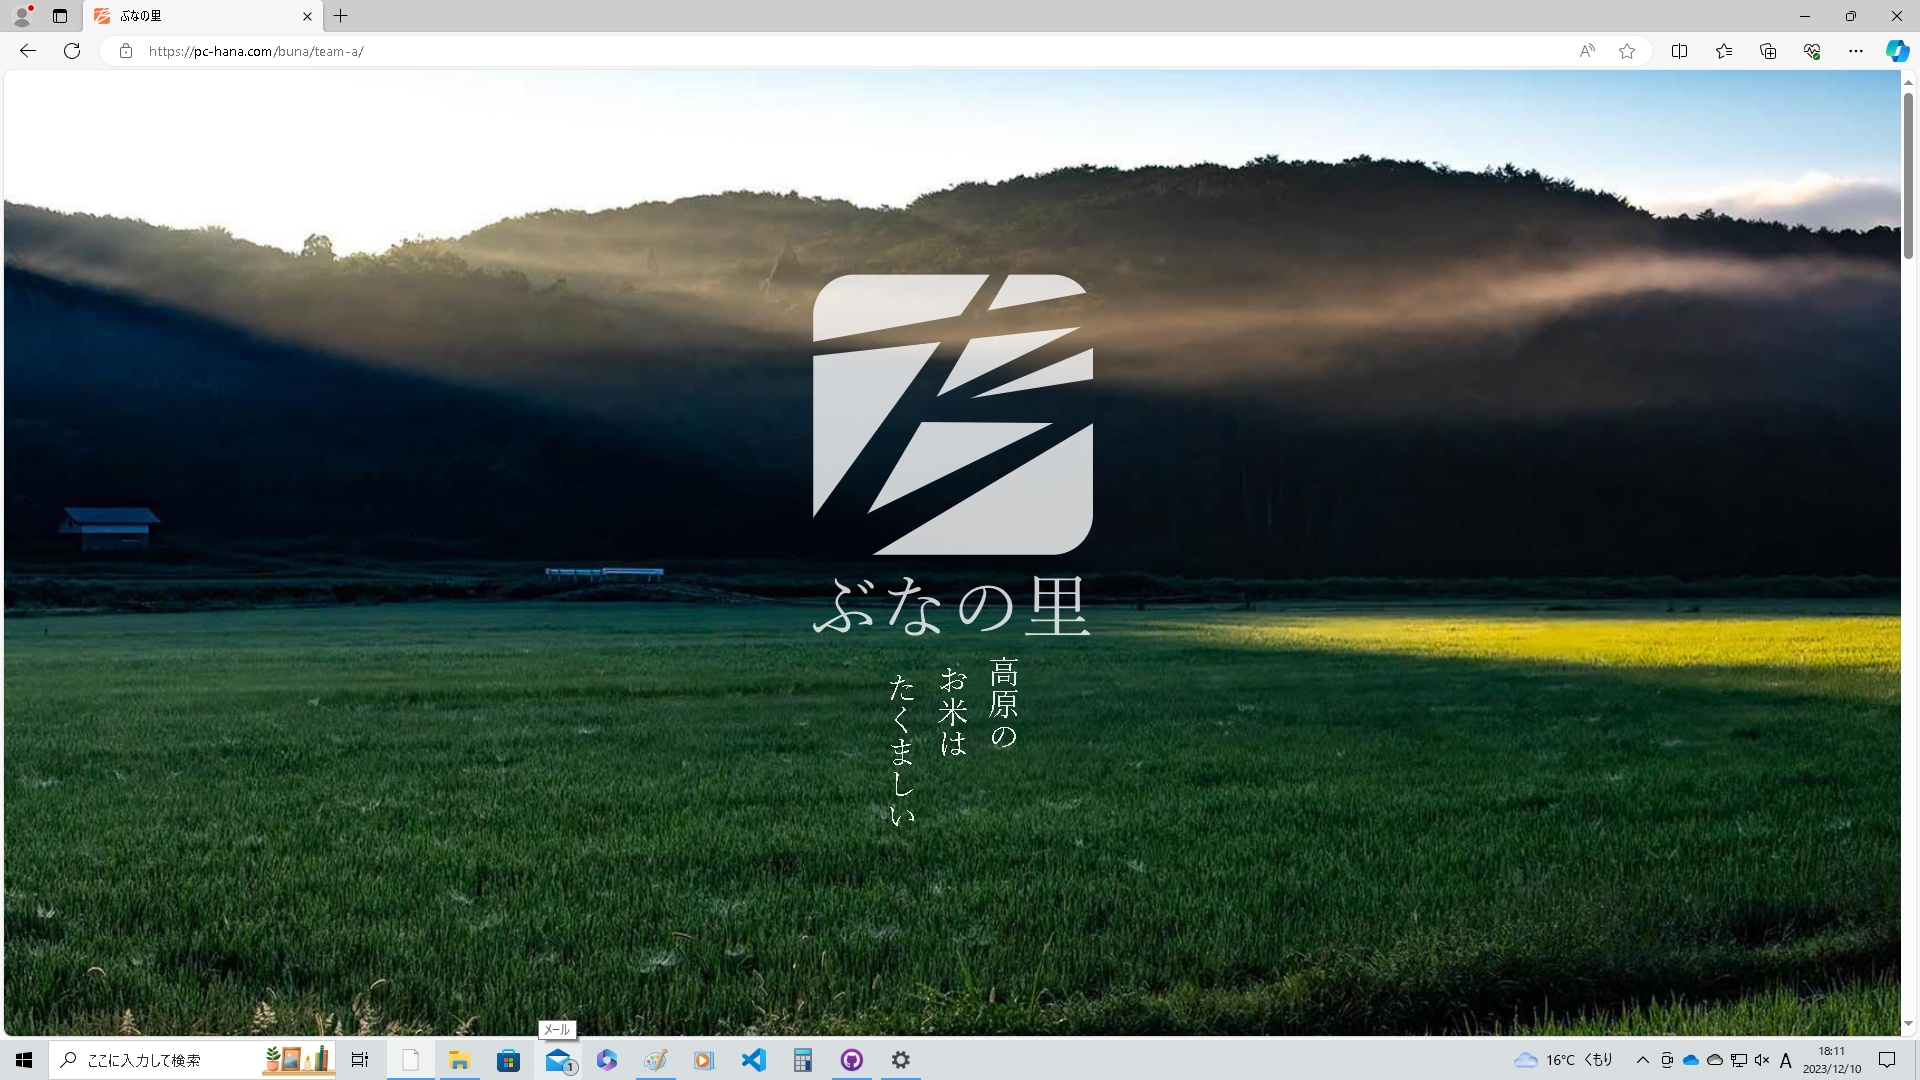 ぶなの里
https://pc-hana.com/buna/team-a/
ぶなの里
高原の
お米は
たくましい
メール
ここに入力して検索
1
16°C くもり
A
18:11
2023/12/10